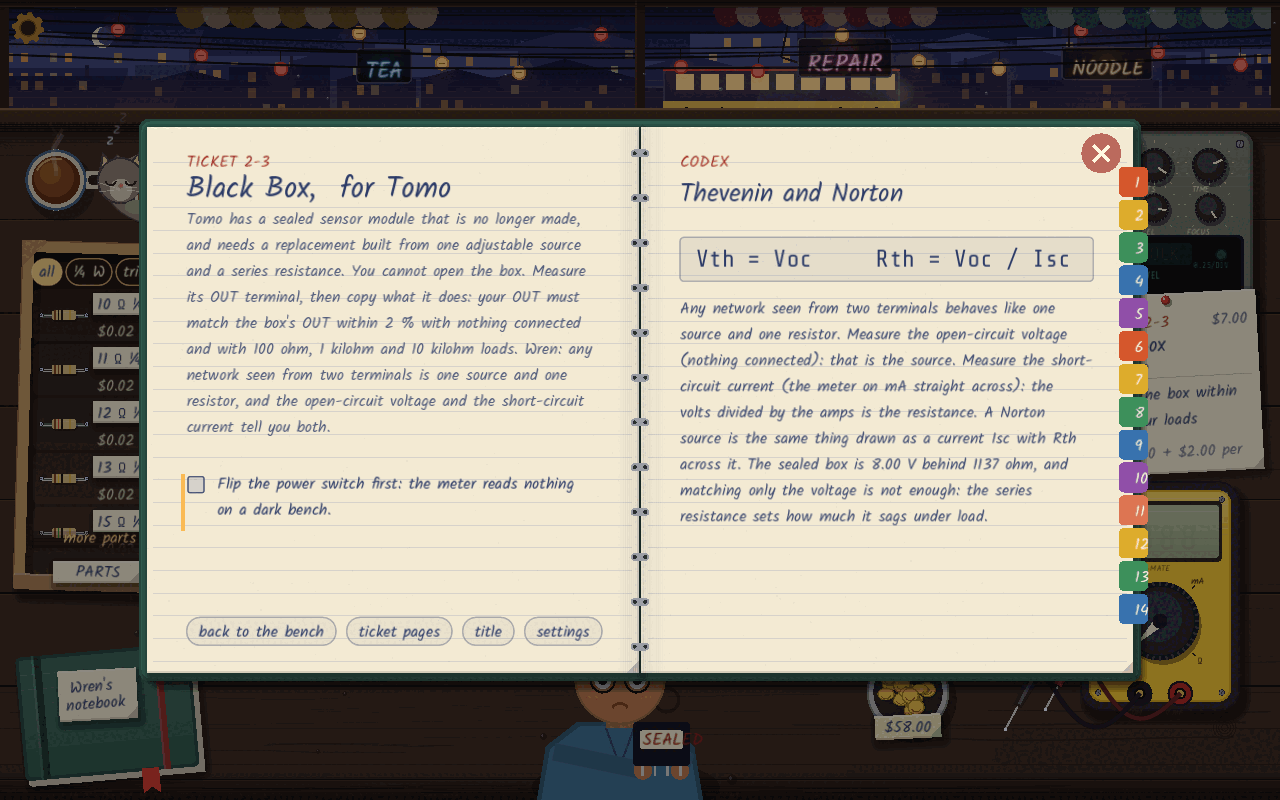 TEA
REPAIR
NOODLE
z
z
z
TICKET 2-3
Black Box, for Tomo
Tomo has a sealed sensor module that is no longer made,
and needs a replacement built from one adjustable source
and a series resistance. You cannot open the box. Measure
its OUT terminal, then copy what it does: your OUT must
match the box's OUT within 2 % with nothing connected
and with 100 ohm, 1 kilohm and 10 kilohm loads. Wren: any
network seen from two terminals is one source and one
resistor, and the open-circuit voltage and the short-circuit
current tell you both.
Flip the power switch first: the meter reads nothing
on a dark bench.
back to the bench
ticket pages
title
settings
CODEX
Thevenin and Norton
Vth = Voc Rth = Voc / Isc
Any network seen from two terminals behaves like one
source and one resistor. Measure the open-circuit voltage
(nothing connected): that is the source. Measure the short-
circuit current (the meter on mA straight across): the
volts divided by the amps is the resistance. A Norton
source is the same thing drawn as a current Isc with Rth
across it. The sealed box is 8.00 V behind 1137 ohm, and
matching only the voltage is not enough: the series
resistance sets how much it sags under load.
1
2
3
4
5
6
7
8
9
10
11
12
13
14
all
¼ W
10 Ω
$0.02
11 Ω
$0.02
12 Ω
$0.02
13 Ω
$0.02
15 Ω
more parts
PARTS
Wren's
notebook
TIME
FOCUS
2-3 $7.00
OX
box within
loads
+ $2.00 per
mA
SEALED
$58.00